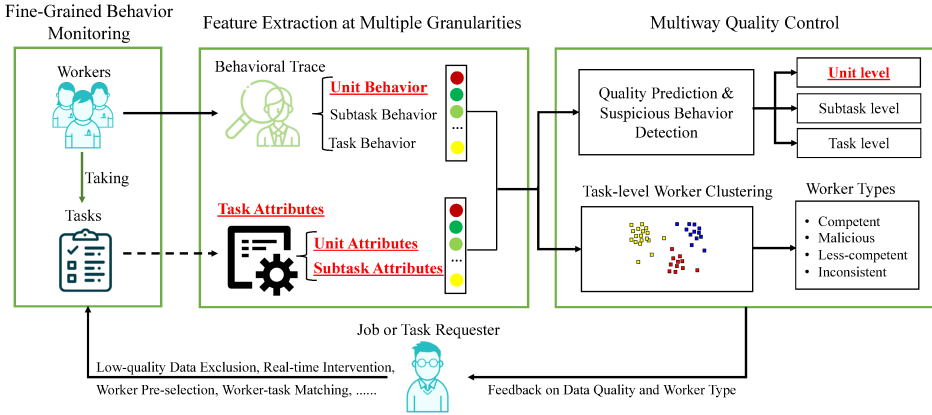 Fine-Grained Behavior
Monitoring
Workers
Taking
Tasks
Feature Extraction at Multiple Granularities
Behavioral Trace
Unit Behavior
Subtask Behavior
Task Behavior
...
Task Attributes
Unit Attributes
Subtask Attributes
...
Multiway Quality Control
Quality Prediction &
Suspicious Behavior
Detection
Unit level
Subtask level
Task level
Task-level Worker Clustering
Worker Types
• Competent
• Malicious
• Less-competent
• Inconsistent
Job or Task Requester
Low-quality Data Exclusion, Real-time Intervention,
Worker Pre-selection, Worker-task Matching, ......
Feedback on Data Quality and Worker Type